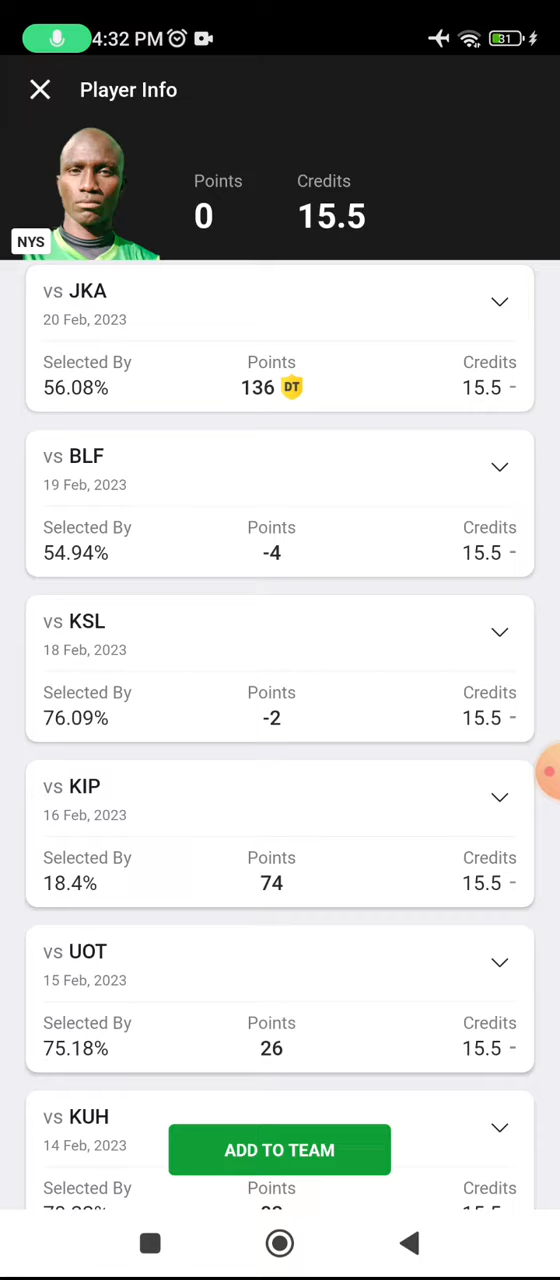 4:32 PM
31
Player Info
Points Credits
0 15.5
NYS
vs JKA
20 Feb, 2023
Selected By Points Credits
56.08% 136 DT 15.5 -
vs BLF
19 Feb, 2023
Selected By Points Credits
54.94% -4 15.5 -
vs KSL
18 Feb, 2023
Selected By Points Credits
76.09% -2 15.5 -
vs KIP
16 Feb, 2023
Selected By Points Credits
18.4% 74 15.5 -
vs UOT
15 Feb, 2023
Selected By Points Credits
75.18% 26 15.5 -
vs KUH
14 Feb, 2023
ADD TO TEAM
Selected By Points Credits